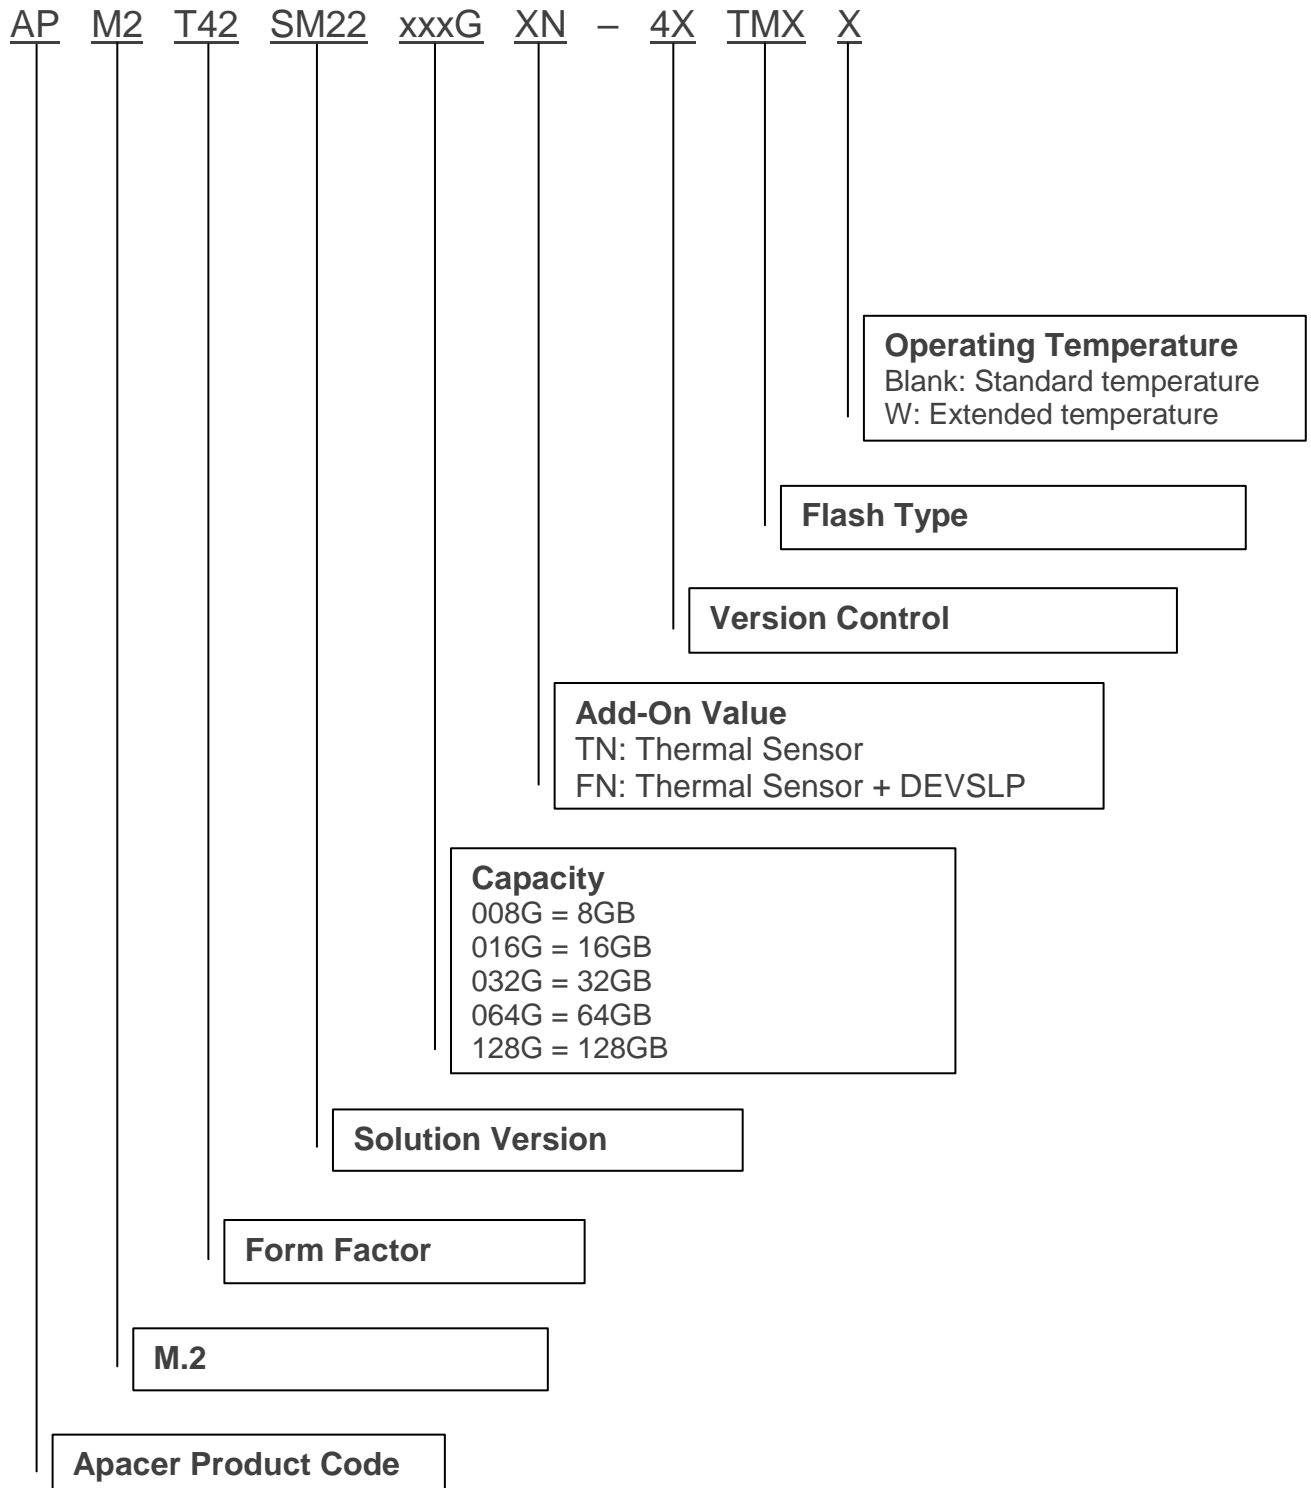 AP M2 T42 SM22 xxxG XN – 4X TMX X
Operating Temperature
Blank: Standard temperature
W: Extended temperature
Flash Type
Version Control
Add-On Value
TN: Thermal Sensor
FN: Thermal Sensor + DEVSLP
Capacity
008G = 8GB
016G = 16GB
032G = 32GB
064G = 64GB
128G = 128GB
Solution Version
Form Factor
M.2
Apacer Product Code